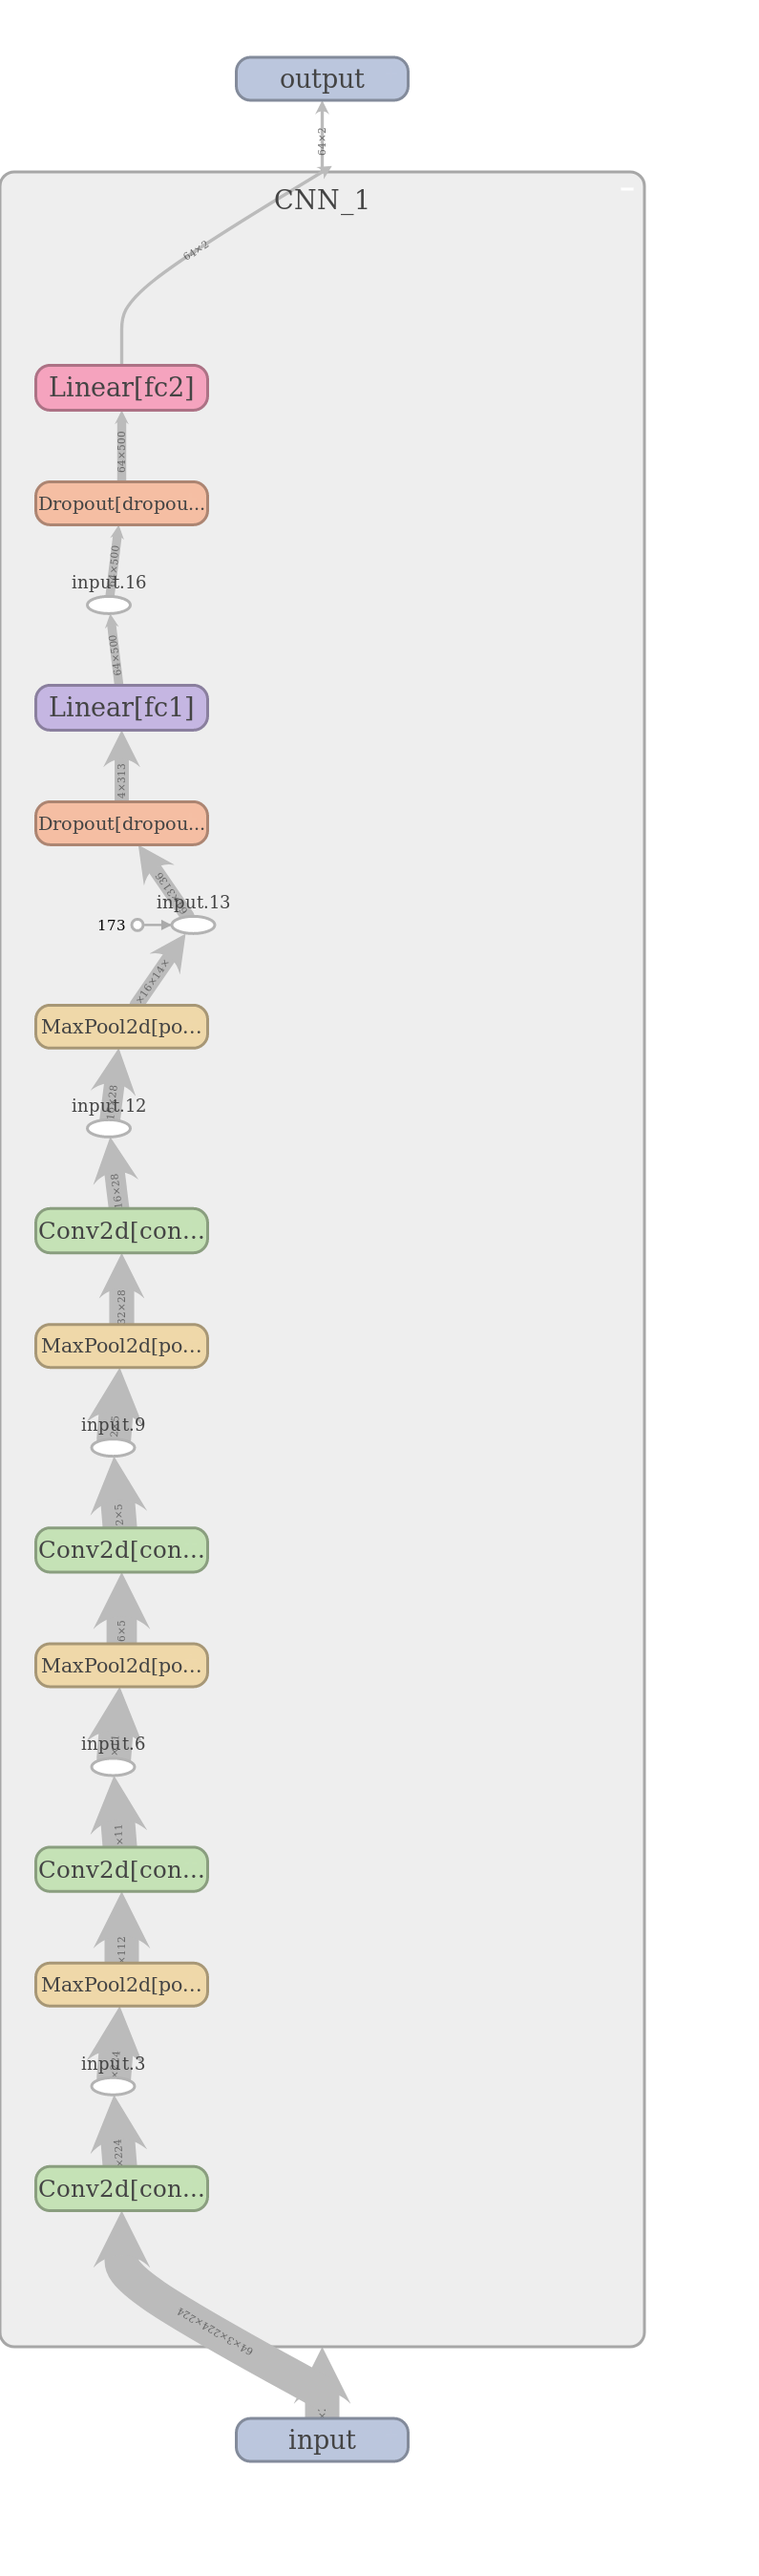 output
64×2
CNN_1
64×2
Linear[fc2]
64×500
Dropout[dropou...
64×500
input.16
64×500
Linear[fc1]
4×313
Dropout[dropou...
input.13
173
×16×14×
MaxPool2d[po...
input.12
16×28
Conv2d[con...
32×28
MaxPool2d[po...
input.9
2×5
Conv2d[con...
6×5
MaxPool2d[po...
input.6
×11
Conv2d[con...
×112
MaxPool2d[po...
input.3
×224
Conv2d[con...
64×3×224×224
input